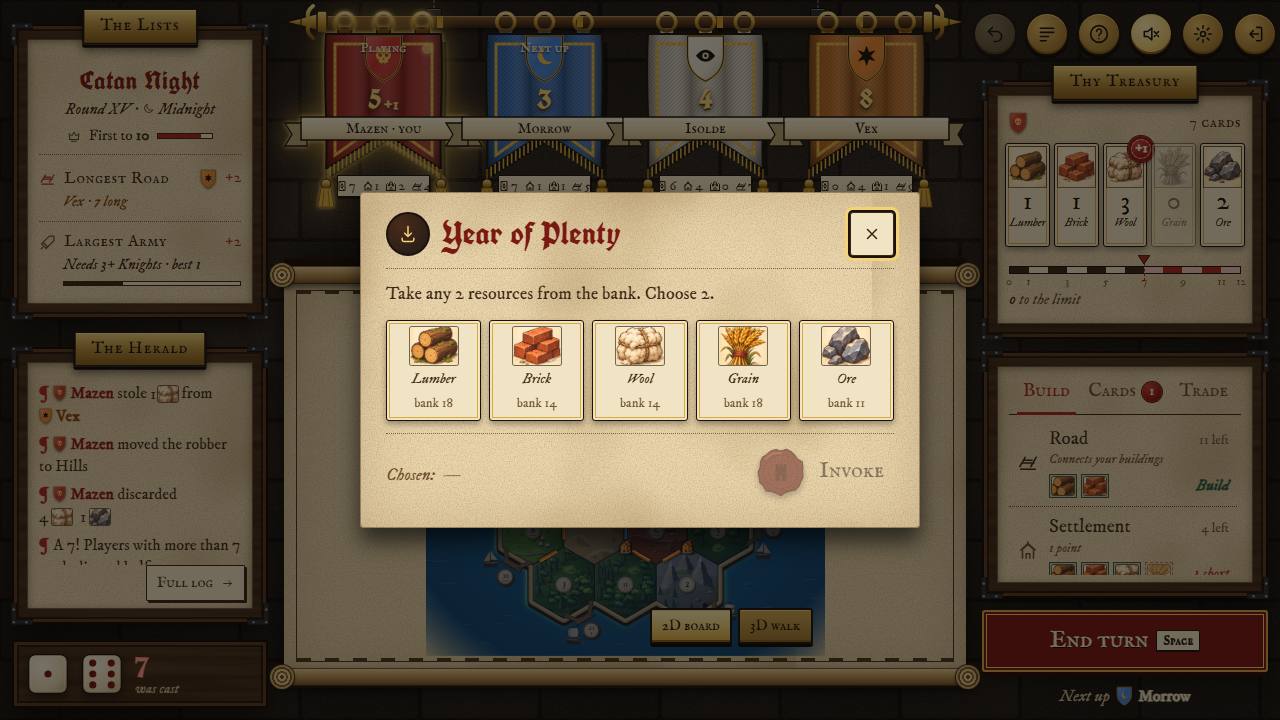 The Lists
Catan Night
Round XV · Midnight
First to 10
Longest Road +2
Vex · 7 long
Largest Army +2
Needs 3+ Knights · best 1
The Herald
¶ Mazen stole 1 from
Vex
¶ Mazen moved the robber
to Hills
¶ Mazen discarded
4 1
¶ A 7! Players with more than 7
Full log →
7
was cast
Playing
5+1
Mazen · you
Next up
3
Morrow
4
Isolde
8
Vex
Year of Plenty
Take any 2 resources from the bank. Choose 2.
Lumber
bank 18
Brick
bank 14
Wool
bank 14
Grain
bank 18
Ore
bank 11
Chosen: —
Invoke
2D board
3D walk
Thy Treasury
7 cards
+1
1 Lumber
1 Brick
3 Wool
0 Grain
2 Ore
0 1 3 5 7 9 11 12
0 to the limit
Build Cards 1 Trade
Road 11 left
Connects your buildings
Build
Settlement 4 left
1 point
End turn Space
Next up Morrow